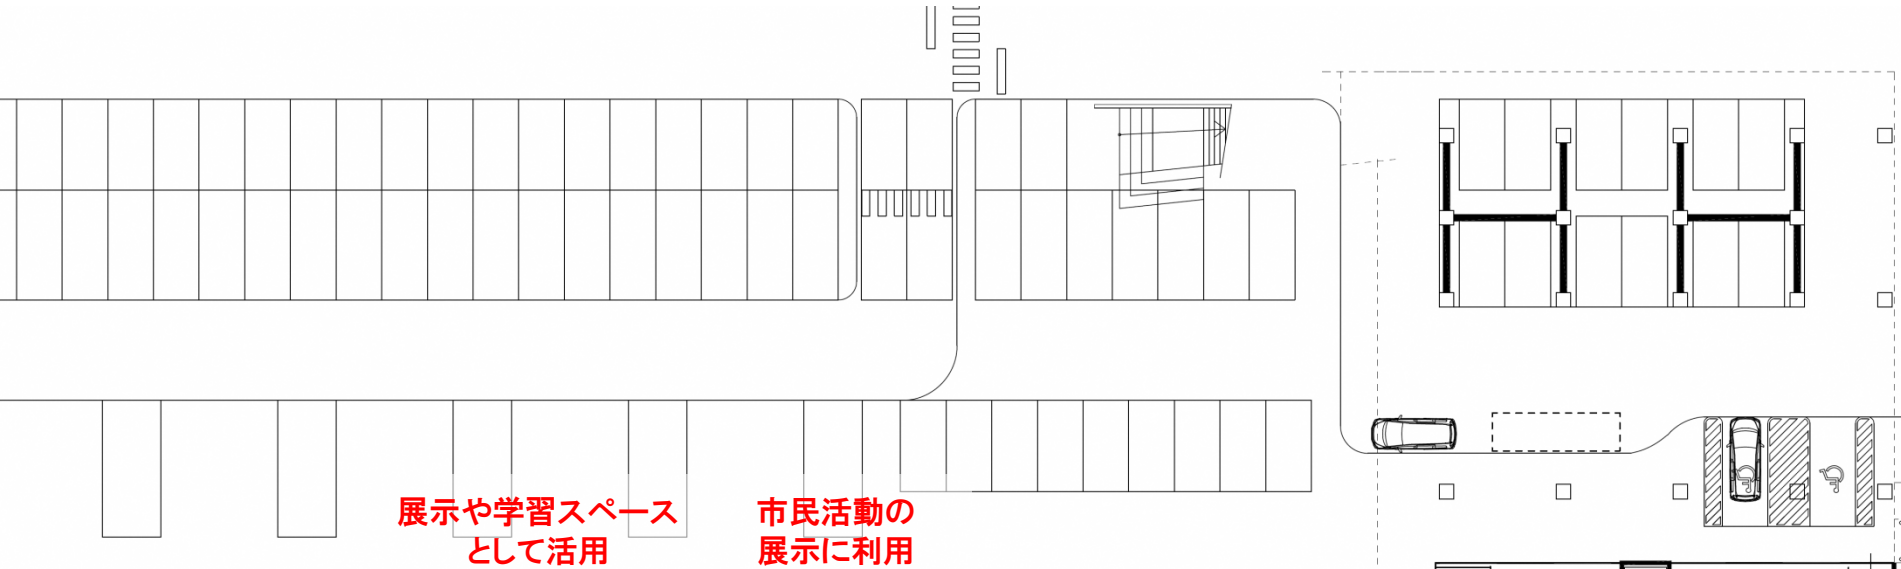 展示や学習スペース
として活用
市民活動の
展示に利用